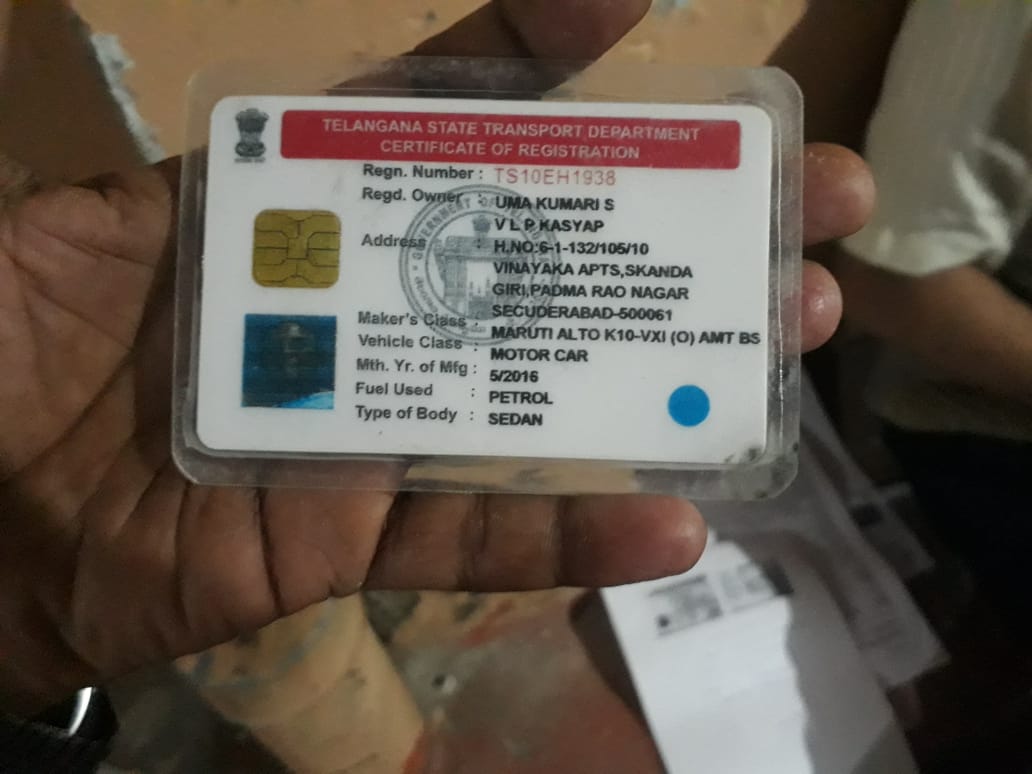 TELANGANA STATE TRANSPORT DEPARTMENT
CERTIFICATE OF REGISTRATION
Regn. Number : TS10EH1938
Regd. Owner : UMA KUMARI S
V L P KASYAP
Address : H.NO:6-1-132/105/10
VINAYAKA APTS,SKANDA
GIRI,PADMA RAO NAGAR
SECUDERABAD-500061
Maker's Class : MARUTI ALTO K10-VXI (O) AMT BS
Vehicle Class : MOTOR CAR
Mth. Yr. of Mfg : 5/2016
Fuel Used : PETROL
Type of Body : SEDAN